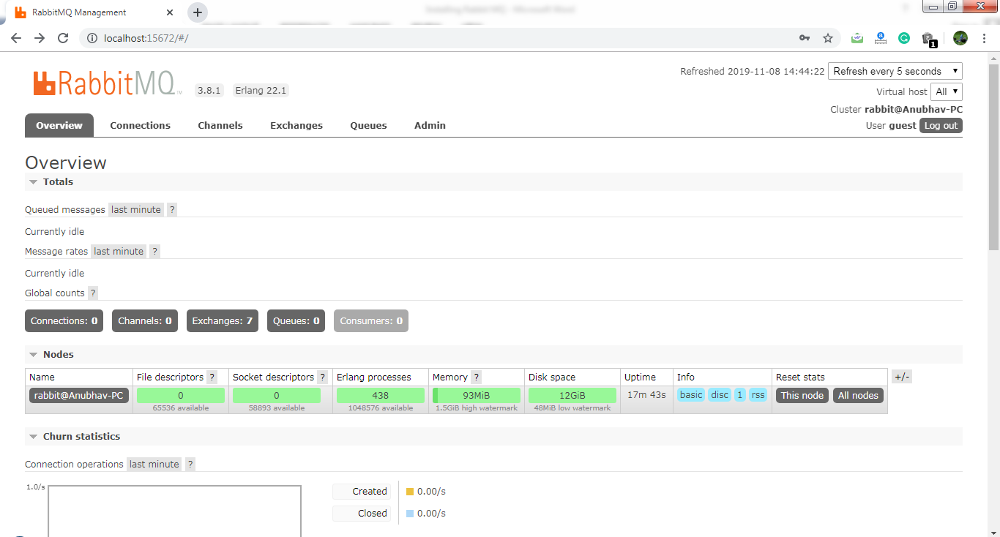 RabbitMQ Management
localhost:15672/#/
1
RabbitMQ TM 3.8.1 Erlang 22.1
Refreshed 2019-11-08 14:44:22 Refresh every 5 seconds
Virtual host All
Cluster rabbit@Anubhav-PC
User guest Log out
Overview Connections Channels Exchanges Queues Admin
Overview
Totals
Queued messages last minute ?
Currently idle
Message rates last minute ?
Currently idle
Global counts ?
Connections: 0 Channels: 0 Exchanges: 7 Queues: 0 Consumers: 0
Nodes
Name File descriptors ? Socket descriptors ? Erlang processes Memory ? Disk space Uptime Info Reset stats +/-
rabbit@Anubhav-PC 0 0 438 93MiB 12GiB 17m 43s basic disc 1 rss This node All nodes
65536 available 58893 available 1048576 available 1.5GiB high watermark 48MiB low watermark
Churn statistics
Connection operations last minute ?
1.0/s
Created 0.00/s
Closed 0.00/s